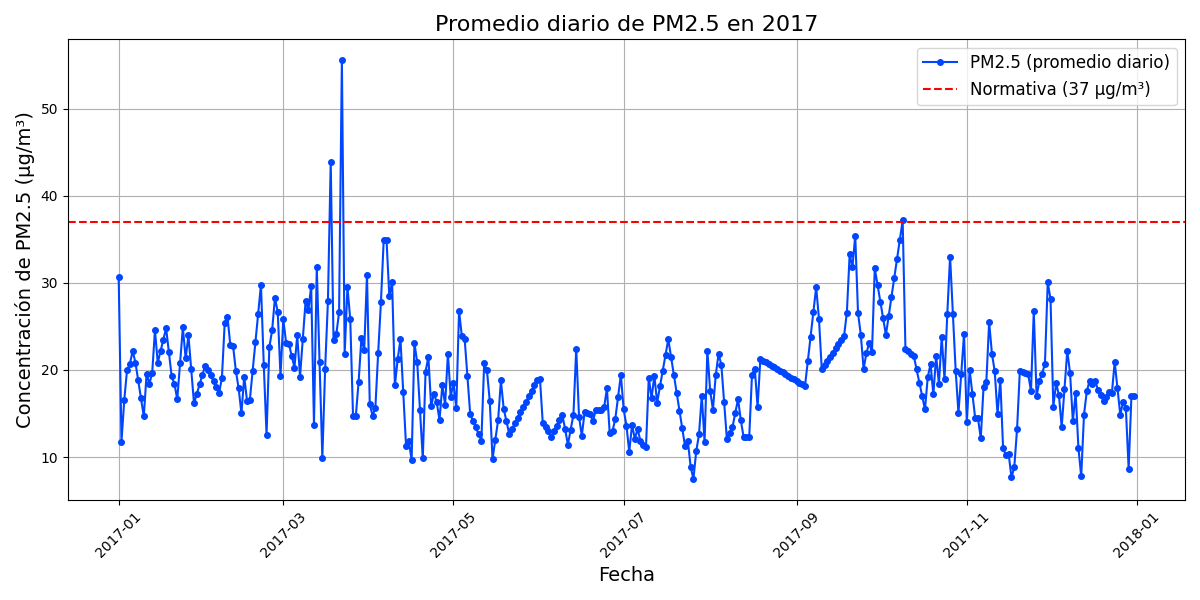 Promedio diario de PM2.5 en 2017
PM2.5 (promedio diario)
Normativa (37 µg/m³)
Concentración de PM2.5 (µg/m³)
50
40
30
20
10
2017-01
2017-03
2017-05
2017-07
2017-09
2017-11
2018-01
Fecha